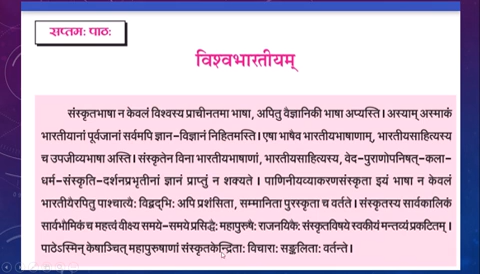 सप्तमः पाठः
विश्वभारतीयम्
संस्कृतभाषा न केवलं विश्वस्य प्राचीनतमा भाषा, अपितु वैज्ञानिकी भाषा अप्यस्ति । अस्याम् अस्माकं
भारतीयानां पूर्वजानां सर्वमपि ज्ञान-विज्ञानं निहितमस्ति । एषा भाषैव भारतीयभाषाणाम्, भारतीयसाहित्यस्य
च उपजीव्यभाषा अस्ति । संस्कृतेन विना भारतीयभाषाणां, भारतीयसाहित्यस्य, वेद-पुराणोपनिषत्-कला-
धर्म-संस्कृति-दर्शनप्रभृतीनां ज्ञानं प्राप्तुं न शक्यते । पाणिनीयव्याकरणसंस्कृता इयं भाषा न केवलं
भारतीयैरपितु पाश्चात्यैः विद्वद्भिः अपि प्रशंसिता, सम्मानिता पुरस्कृता च वर्तते । संस्कृतस्य सार्वकालिकं
सार्वभौमिकं च महत्त्वं वीक्ष्य समये-समये प्रसिद्धैः महापुरुषैः राजनयिकैः संस्कृतविषये स्वकीयं मन्तव्यं प्रकटितम् ।
पाठेऽस्मिन् केषाञ्चित् महापुरुषाणां संस्कृतकेन्द्रिताः विचाराः सङ्कलिताः वर्तन्ते ।